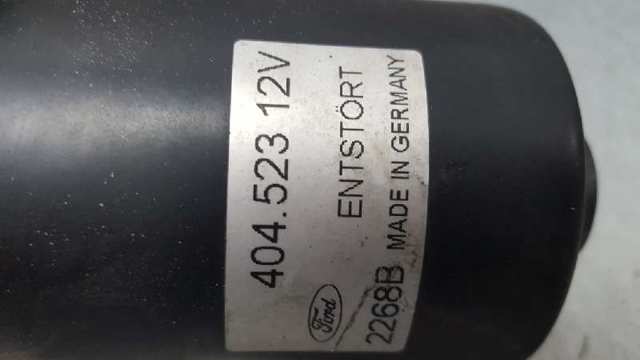 404.523 12V
ENTSTÖRT
Ford
2268B MADE IN GERMANY